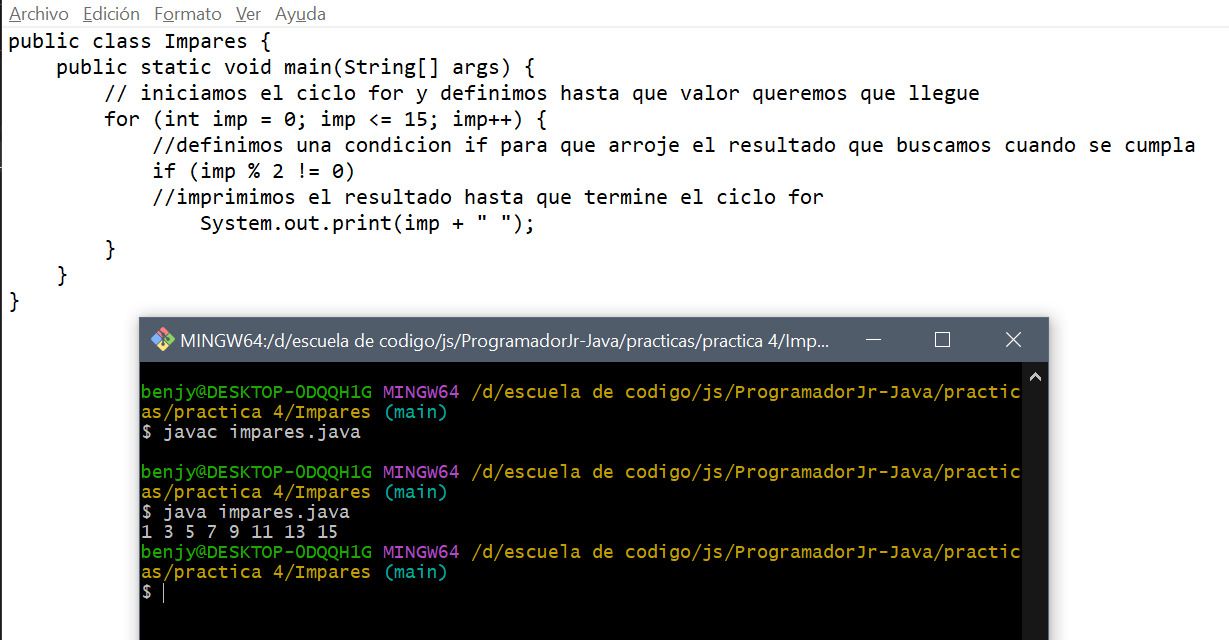 Archivo Edición Formato Ver Ayuda
public class Impares {
    public static void main(String[] args) {
        // iniciamos el ciclo for y definimos hasta que valor queremos que llegue
        for (int imp = 0; imp <= 15; imp++) {
            //definimos una condicion if para que arroje el resultado que buscamos cuando se cumpla
            if (imp % 2 != 0)
            //imprimimos el resultado hasta que termine el ciclo for
                System.out.print(imp + " ");
        }
    }
}
MINGW64:/d/escuela de codigo/js/ProgramadorJr-Java/practicas/practica 4/Imp...
benjy@DESKTOP-ODQQH1G MINGW64 /d/escuela de codigo/js/ProgramadorJr-Java/practic
as/practica 4/Impares (main)
$ javac impares.java
benjy@DESKTOP-ODQQH1G MINGW64 /d/escuela de codigo/js/ProgramadorJr-Java/practic
as/practica 4/Impares (main)
$ java impares.java
1 3 5 7 9 11 13 15
benjy@DESKTOP-ODQQH1G MINGW64 /d/escuela de codigo/js/ProgramadorJr-Java/practic
as/practica 4/Impares (main)
$